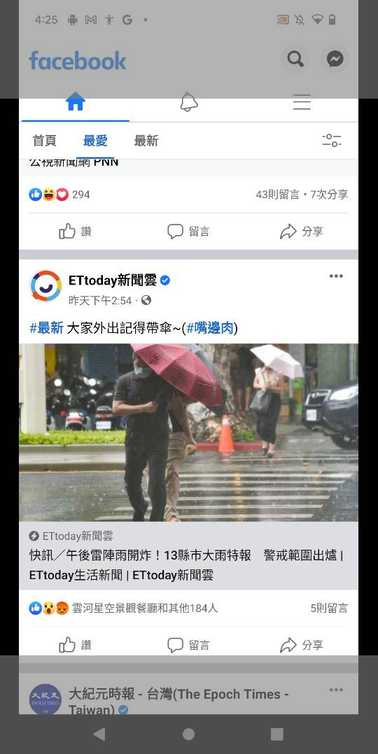 4:25
facebook
首頁 最愛 最新
公視新聞網 PNN
294 43則留言・7次分享
讚 留言 分享
ETtoday新聞雲
昨天下午2:54
#最新 大家外出記得帶傘~(#嘴邊肉)
ETtoday新聞雲
快訊／午後雷陣雨開炸！13縣市大雨特報　警戒範圍出爐 |
ETtoday生活新聞 | ETtoday新聞雲
雲河星空景觀餐廳和其他184人 5則留言
讚 留言 分享
大紀元時報 - 台灣(The Epoch Times -
Taiwan)